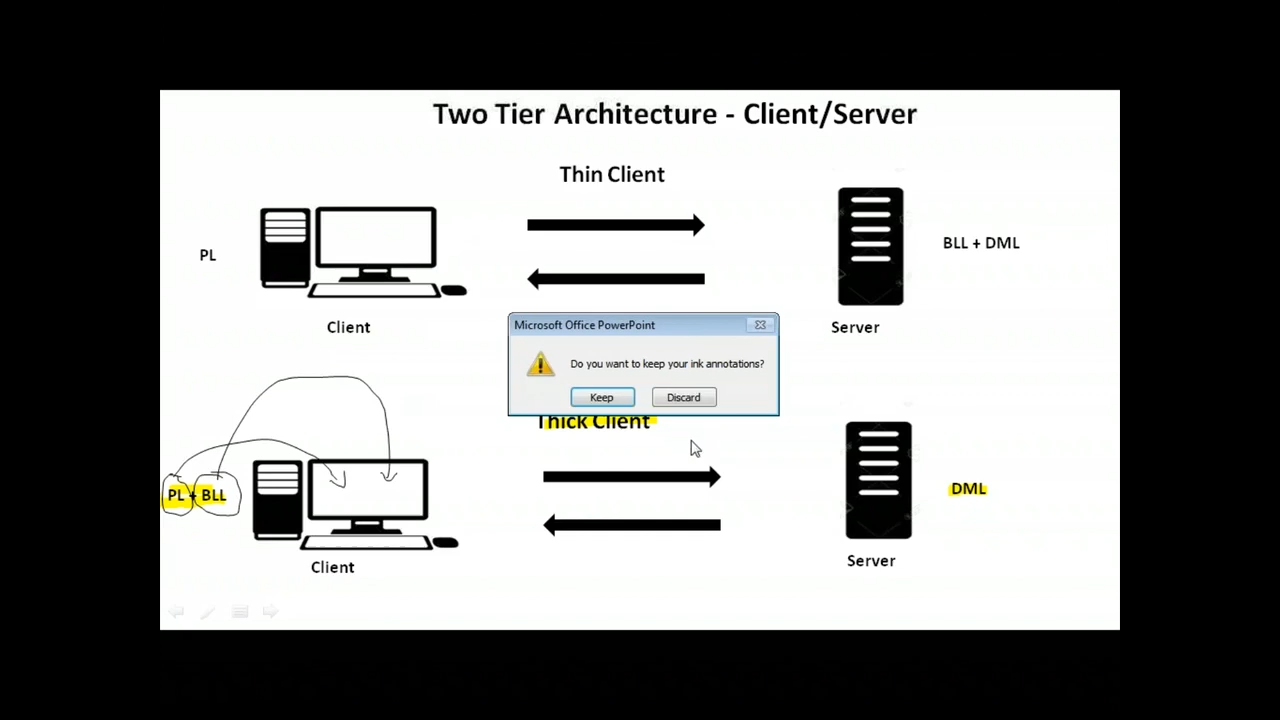 Two Tier Architecture - Client/Server
Thin Client
PL
BLL + DML
Client
Server
Microsoft Office PowerPoint
Do you want to keep your ink annotations?
Keep
Discard
Thick Client
PL + BLL
DML
Client
Server